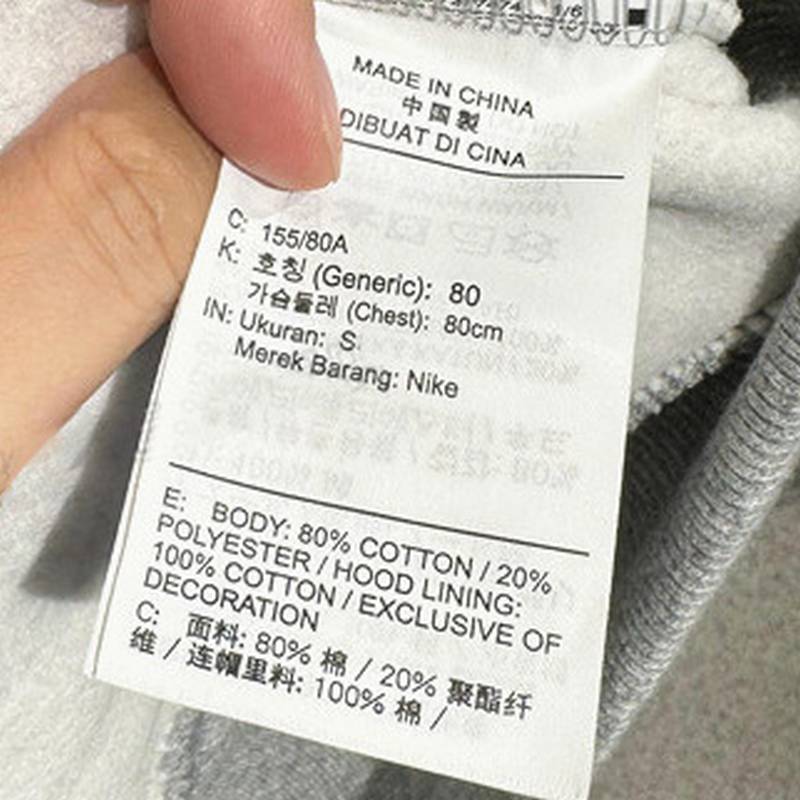 MADE IN CHINA
中国製
DIBUAT DI CINA
C: 155/80A
K: 호칭 (Generic): 80
가슴둘레 (Chest): 80cm
IN: Ukuran: S
Merek Barang: Nike
E: BODY: 80% COTTON / 20%
POLYESTER / HOOD LINING:
100% COTTON / EXCLUSIVE OF
DECORATION
C: 面料: 80% 棉 / 20% 聚酯纤
维 / 连帽里料: 100% 棉 /